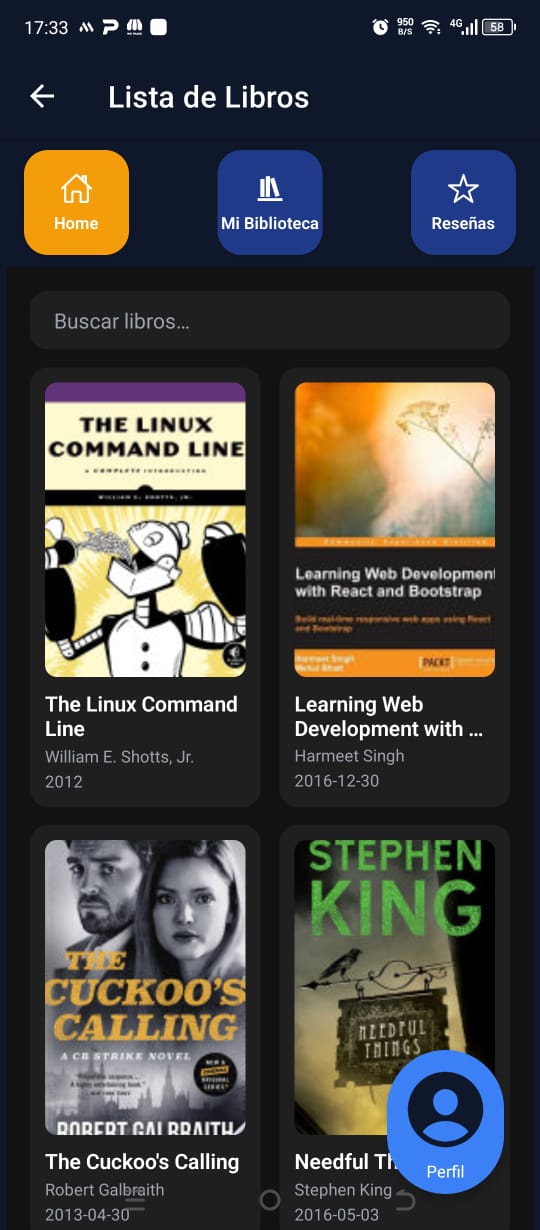 17:33
950
B/S
4G
58
Lista de Libros
Home
Mi Biblioteca
Reseñas
Buscar libros…
THE LINUX
COMMAND LINE
A COMPLETE INTRODUCTION
WILLIAM E. SHOTTS, JR.
Community Experience Distilled
Learning Web Development
with React and Bootstrap
Build real-time responsive web apps using React
and Bootstrap
Harmeet Singh
Mehul Bhatt
PACKT
The Linux Command
Line
William E. Shotts, Jr.
2012
Learning Web
Development with ...
Harmeet Singh
2016-12-30
THE
CUCKOO'S
CALLING
A CB STRIKE NOVEL
NEW A
ORIGINAL
SERIES
ROBERT GALBRAITH
STEPHEN
KING
NEEDFUL
THINGS
The Cuckoo's Calling
Robert Galbraith
2013-04-30
Needful Th
Stephen King
2016-05-03
Perfil